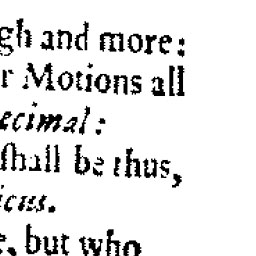 gh and more:
r Motions all
ecimal:
ſhall be thus,
icus.
e, but who